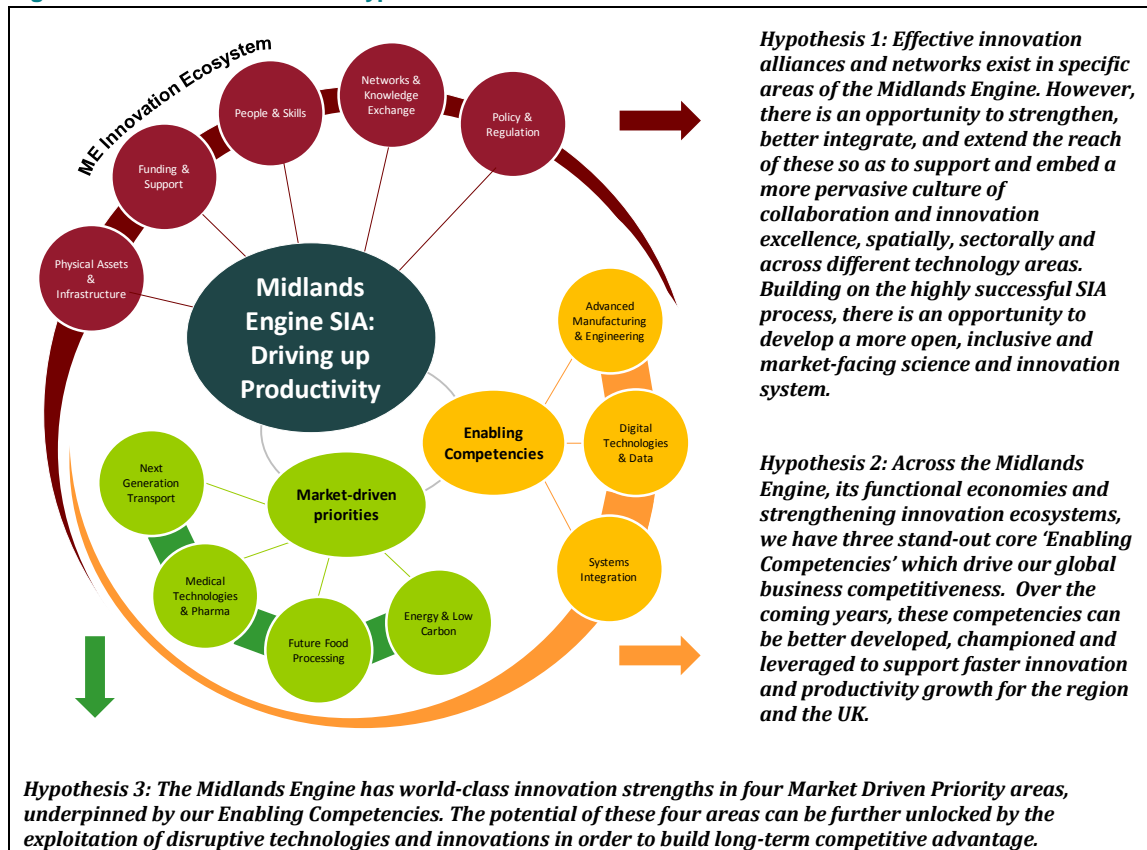 ME Innovation Ecosystem
Networks &
Knowledge
Exchange
People & Skills
Policy &
Regulation
Funding &
Support
Physical Assets
&
Infrastructure
Midlands
Engine SIA:
Driving up
Productivity
Advanced
Manufacturing
& Engineering
Enabling
Competencies
Digital
Technologies
& Data
Systems
Integration
Market-driven
priorities
Next
Generation
Transport
Medical
Technologies
& Pharma
Future Food
Processing
Energy & Low
Carbon
Hypothesis 1: Effective innovation
alliances and networks exist in specific
areas of the Midlands Engine. However,
there is an opportunity to strengthen,
better integrate, and extend the reach
of these so as to support and embed a
more pervasive culture of
collaboration and innovation
excellence, spatially, sectorally and
across different technology areas.
Building on the highly successful SIA
process, there is an opportunity to
develop a more open, inclusive and
market-facing science and innovation
system.
Hypothesis 2: Across the Midlands
Engine, its functional economies and
strengthening innovation ecosystems,
we have three stand-out core ‘Enabling
Competencies’ which drive our global
business competitiveness.  Over the
coming years, these competencies can
be better developed, championed and
leveraged to support faster innovation
and productivity growth for the region
and the UK.
Hypothesis 3: The Midlands Engine has world-class innovation strengths in four Market Driven Priority areas,
underpinned by our Enabling Competencies. The potential of these four areas can be further unlocked by the
exploitation of disruptive technologies and innovations in order to build long-term competitive advantage.